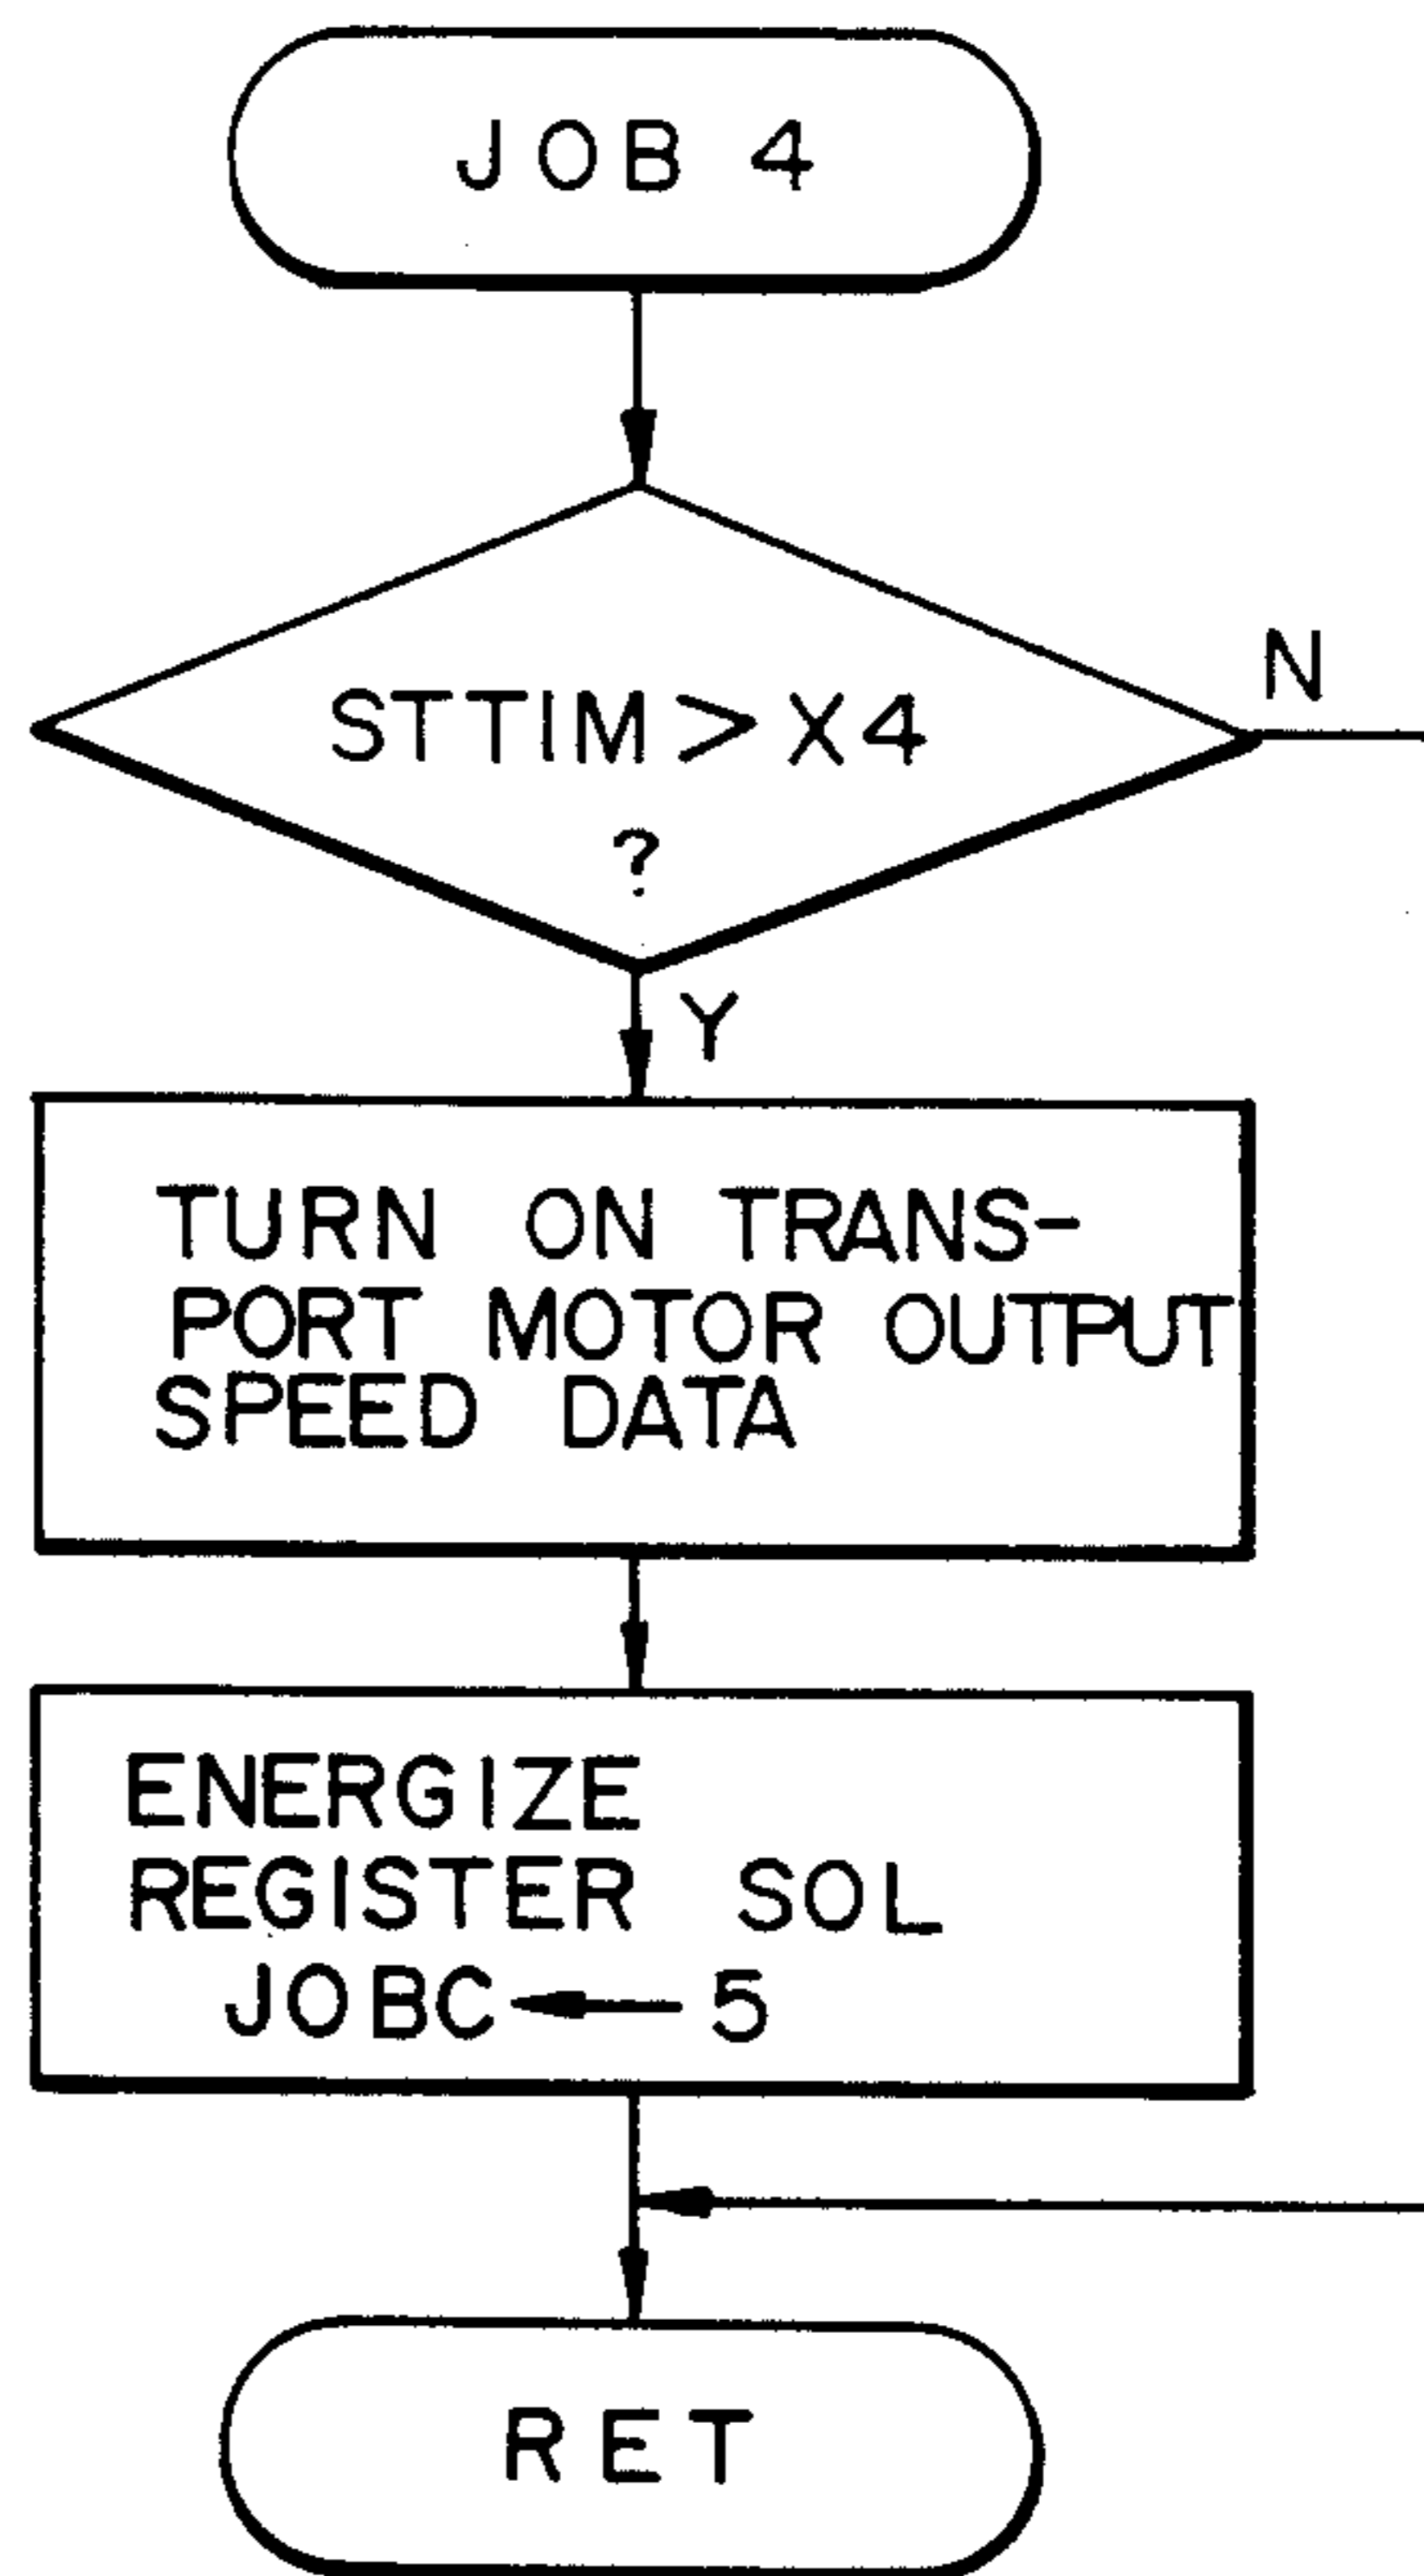 JOB 4
STTIM>X4
?
N
Y
TURN ON TRANS-
PORT MOTOR OUTPUT
SPEED DATA
ENERGIZE
REGISTER SOL
JOBC←5
RET